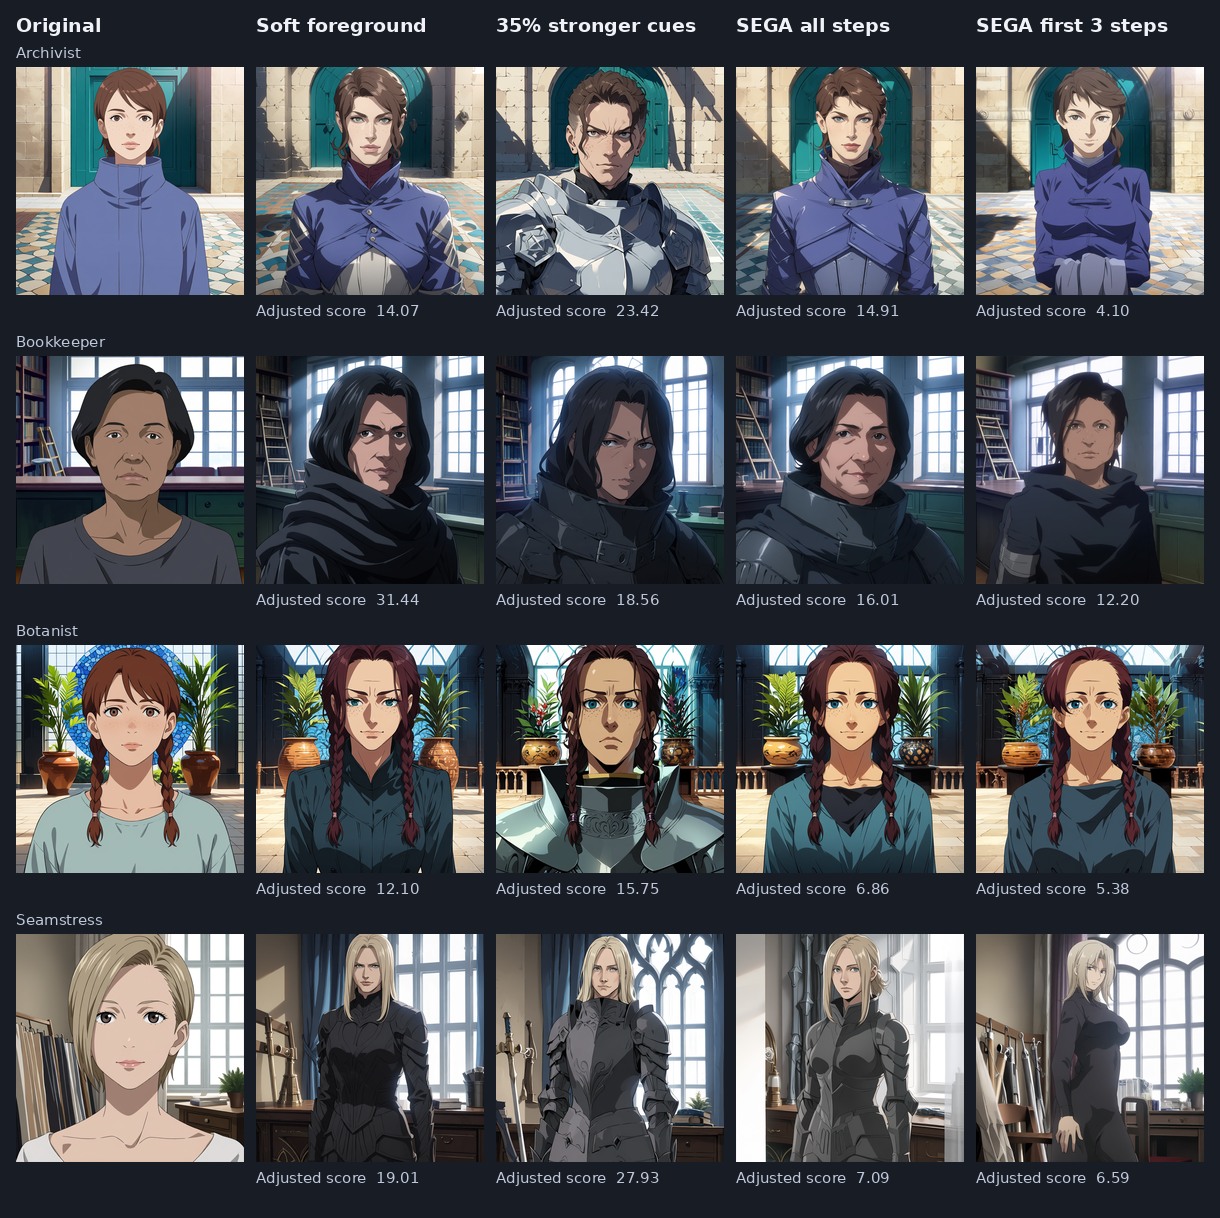 Original Soft foreground 35% stronger cues SEGA all steps SEGA first 3 steps
Archivist
Adjusted score 14.07 Adjusted score 23.42 Adjusted score 14.91 Adjusted score 4.10
Bookkeeper
Adjusted score 31.44 Adjusted score 18.56 Adjusted score 16.01 Adjusted score 12.20
Botanist
Adjusted score 12.10 Adjusted score 15.75 Adjusted score 6.86 Adjusted score 5.38
Seamstress
Adjusted score 19.01 Adjusted score 27.93 Adjusted score 7.09 Adjusted score 6.59